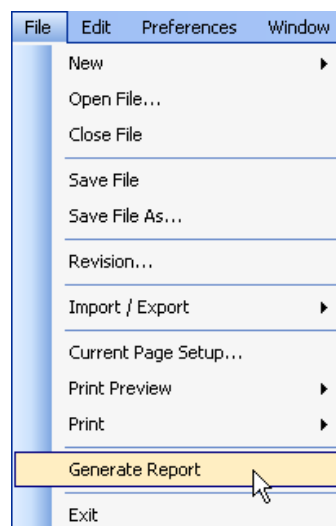 File Edit Preferences Window
New
Open File...
Close File
Save File
Save File As...
Revision...
Import / Export
Current Page Setup...
Print Preview
Print
Generate Report
Exit